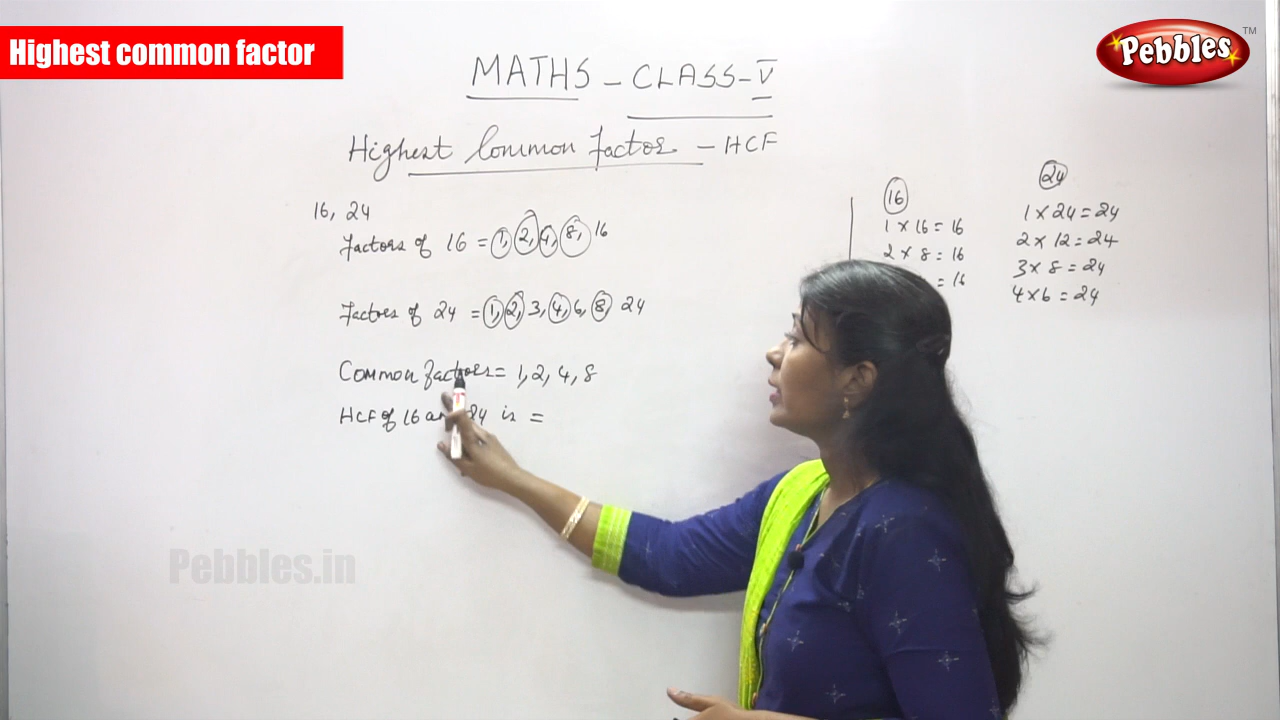 Highest common factor
Pebbles TM
MATHS - CLASS - V
Highest Common Factor - HCF
16, 24
Factors of 16 = 1, 2, 4, 8, 16
Factors of 24 = 1, 2, 3, 4, 6, 8, 24
Common factors = 1, 2, 4, 8
HCF of 16 24 is =
16
1 × 16 = 16
2 × 8 = 16
= 16
24
1 × 24 = 24
2 × 12 = 24
3 × 8 = 24
4 × 6 = 24
Pebbles.in